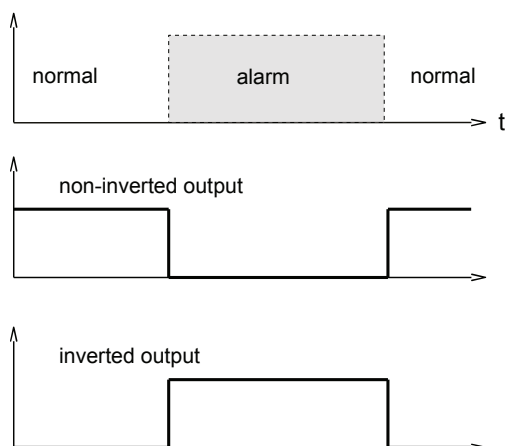 normal alarm normal
t
non-inverted output
inverted output